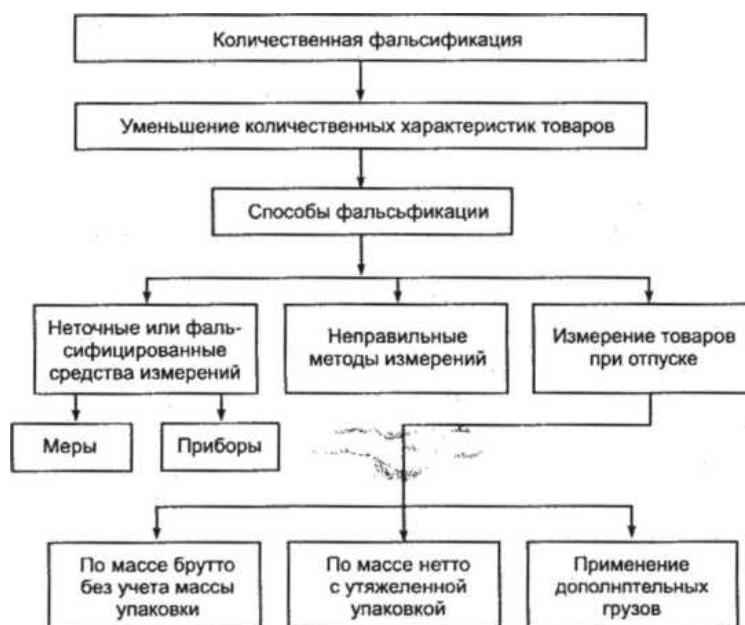 Количественная фальсификация
Уменьшение количественных характеристик товаров
Способы фальсьфикации
Неточные или фаль-
сифицированные
средства измерений
Неправильные
методы измерений
Измерение товаров
при отпуске
Меры
Приборы
По массе брутто
без учета массы
упаковки
По массе нетто
с утяжеленной
упаковкой
Применение
дополнптельных
грузов